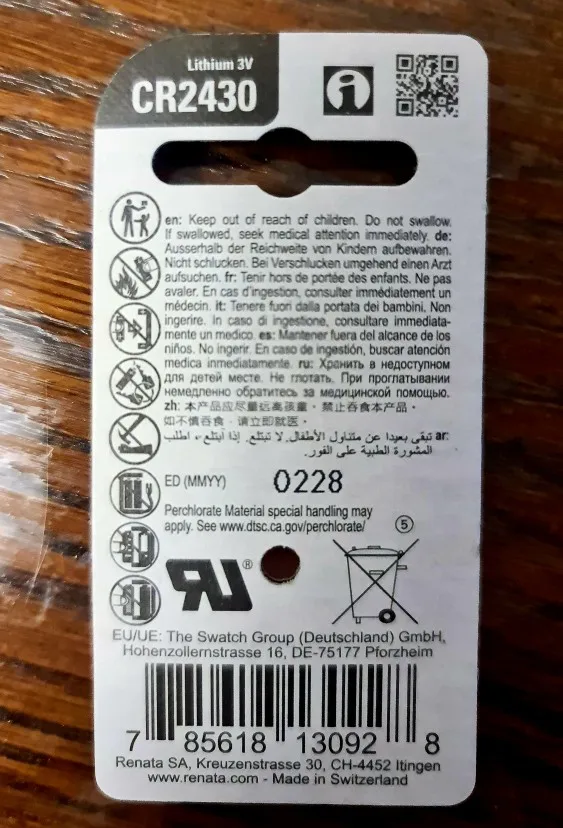 Lithium 3V
CR2430
en: Keep out of reach of children. Do not swallow.
If swallowed, seek medical attention immediately. de:
Ausserhalb der Reichweite von Kindern aufbewahren.
Nicht schlucken. Bei Verschlucken umgehend einen Arzt
aufsuchen. fr: Tenir hors de portée des enfants. Ne pas
avaler. En cas d'ingestion, consulter immédiatement un
médecin. it: Tenere fuori dalla portata dei bambini. Non
ingerire. In caso di ingestione, consultare immediata-
mente un medico. es: Mantener fuera del alcance de los
niños. No ingerir. En caso de ingestión, buscar atención
medica inmediatamente. ru: Хранить в недоступном
для детей месте. Не глотать. При проглатывании
немедленно обратитесь за медицинской помощью.
zh: 本产品应尽量远离孩童・禁止吞食本产品・
如不慎吞食・请立即就医・
ar: تبقى بعيدا عن متناول الأطفال. لا تبتلع. إذا ابتلع، اطلب
المشورة الطبية على الفور.
ED (MMYY) 0228
Perchlorate Material special handling may
apply. See www.dtsc.ca.gov/perchlorate/
5
UR®
EU/UE: The Swatch Group (Deutschland) GmbH,
Hohenzollernstrasse 16, DE-75177 Pforzheim
7 85618 13092 8
Renata SA, Kreuzenstrasse 30, CH-4452 Itingen
www.renata.com - Made in Switzerland